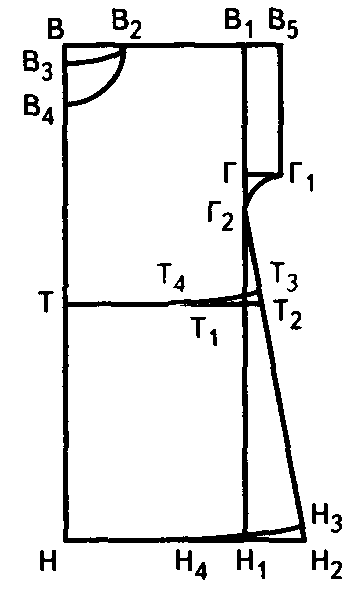 В В₂ В₁ В₅
В₃
В₄
Г Г₁
Г₂
Т₄ Т₃
Т Т₁ Т₂
Н₃
Н Н₄ Н₁ Н₂